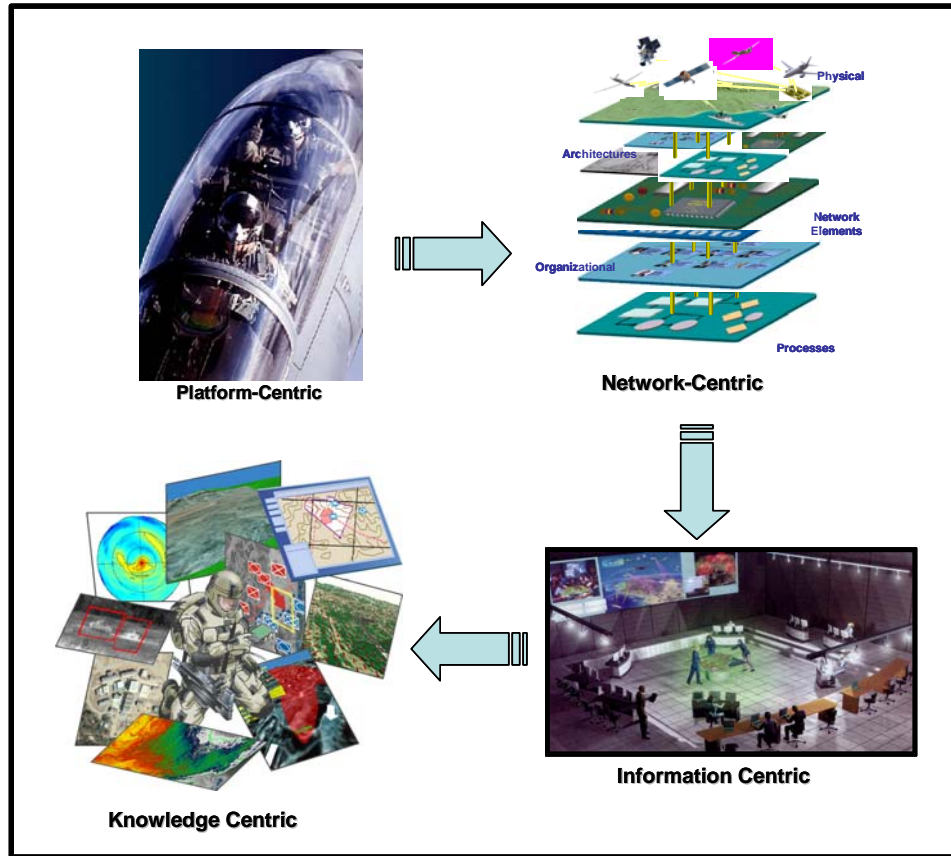 Physical
Architectures
Network
Elements
Organizational
Processes
Platform-Centric
Network-Centric
Information Centric
Knowledge Centric